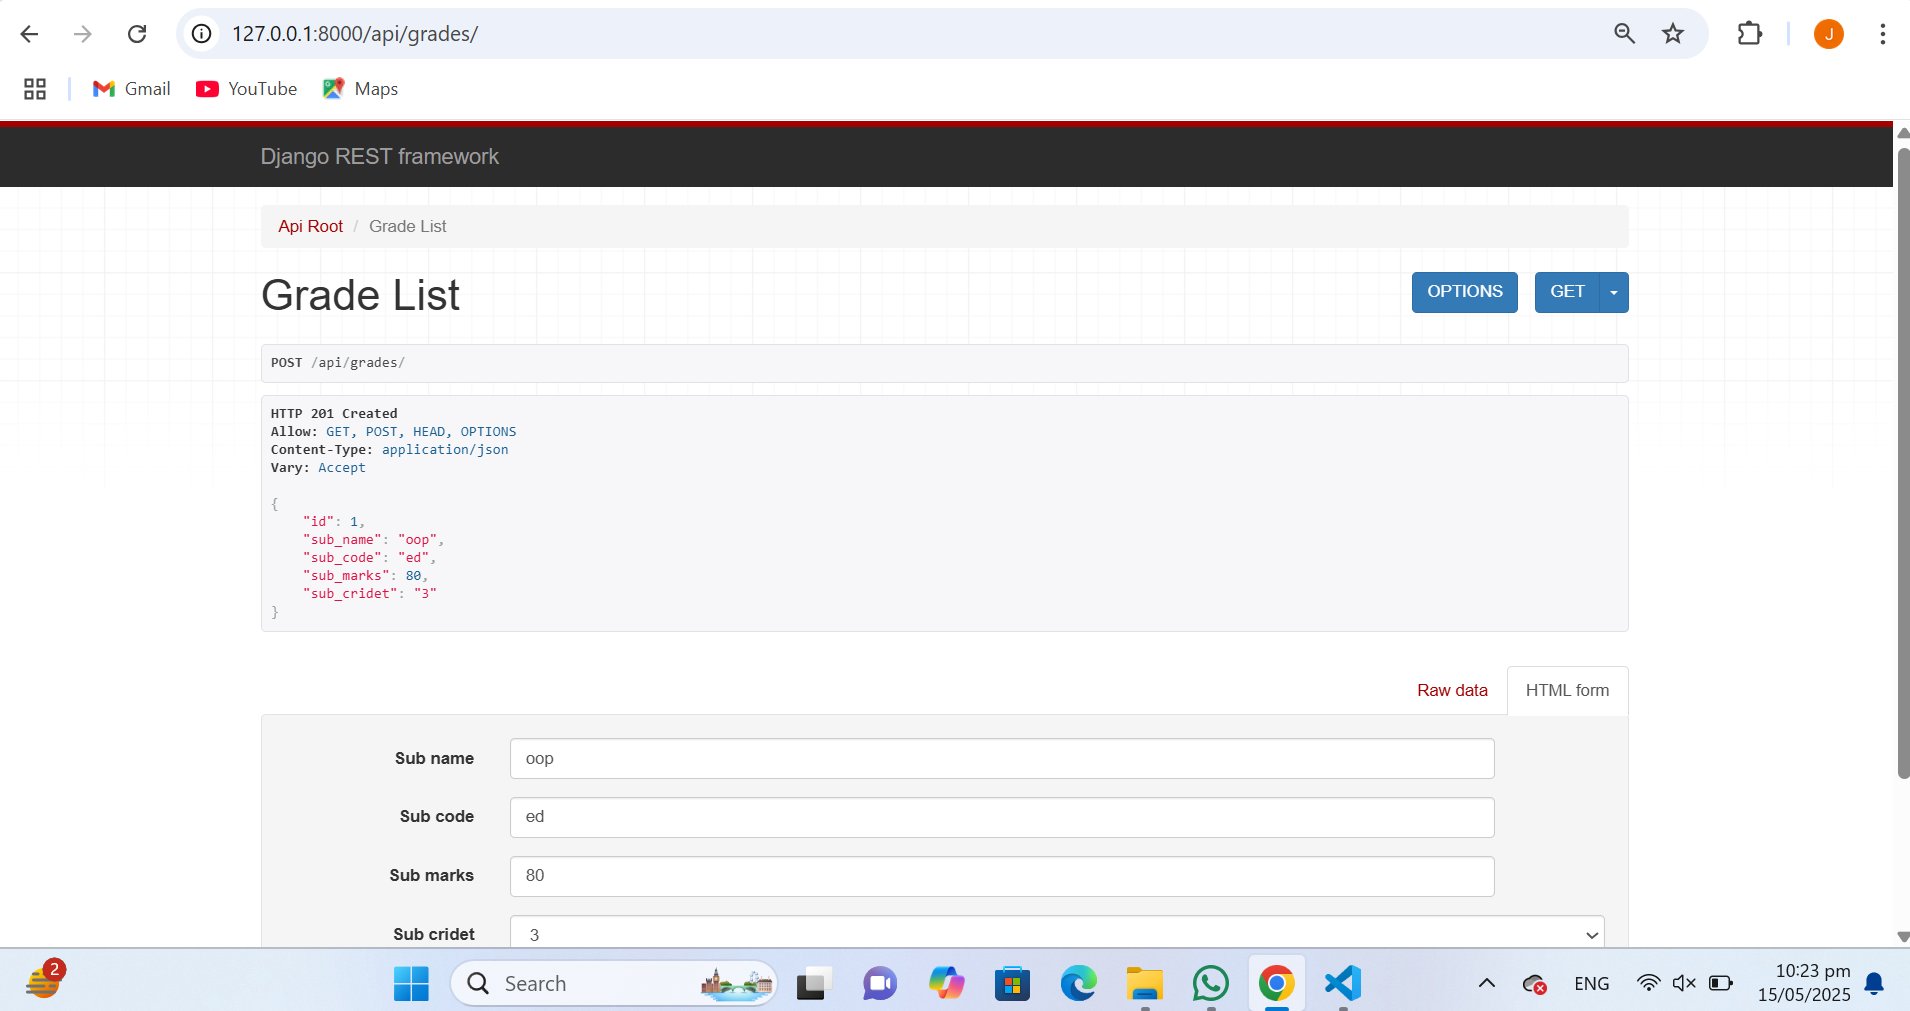 127.0.0.1:8000/api/grades/
J
Gmail YouTube Maps
Django REST framework
Api Root / Grade List
Grade List
OPTIONS GET
POST /api/grades/
HTTP 201 Created
Allow: GET, POST, HEAD, OPTIONS
Content-Type: application/json
Vary: Accept
{
"id": 1,
"sub_name": "oop",
"sub_code": "ed",
"sub_marks": 80,
"sub_cridet": "3"
}
Raw data HTML form
Sub name oop
Sub code ed
Sub marks 80
Sub cridet 3
2
Search
ENG
10:23 pm
15/05/2025